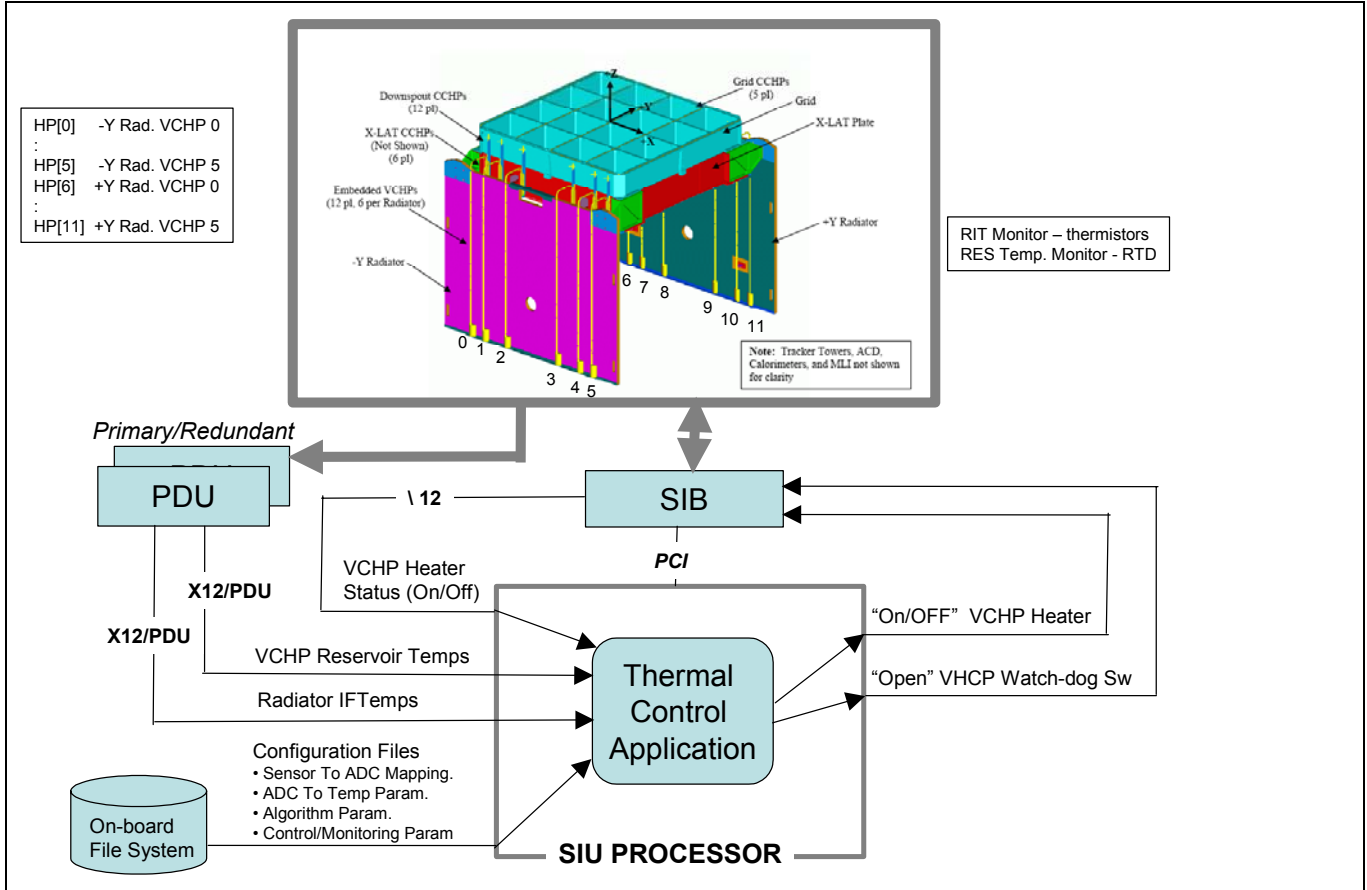 HP[0] -Y Rad. VCHP 0
:
HP[5] -Y Rad. VCHP 5
HP[6] +Y Rad. VCHP 0
:
HP[11] +Y Rad. VCHP 5
Downspout CCHPs
(12 pl)
X-LAT CCHPs
(Not Shown)
(6 pl)
Embedded VCHPs
(12 pl, 6 per Radiator)
-Y Radiator
Grid CCHPs
(5 pl)
Grid
X-LAT Plate
+Y Radiator
0
1
2
3
4
5
6
7
8
9
10
11
Note: Tracker Towers, ACD,
Calorimeters, and MLI not shown
for clarity
RIT Monitor – thermistors
RES Temp. Monitor - RTD
Primary/Redundant
PDU
\ 12
SIB
PCI
X12/PDU
X12/PDU
VCHP Heater
Status (On/Off)
VCHP Reservoir Temps
Radiator IFTemps
Configuration Files
• Sensor To ADC Mapping.
• ADC To Temp Param.
• Algorithm Param.
• Control/Monitoring Param
On-board
File System
Thermal
Control
Application
SIU PROCESSOR
“On/OFF” VCHP Heater
“Open” VHCP Watch-dog Sw